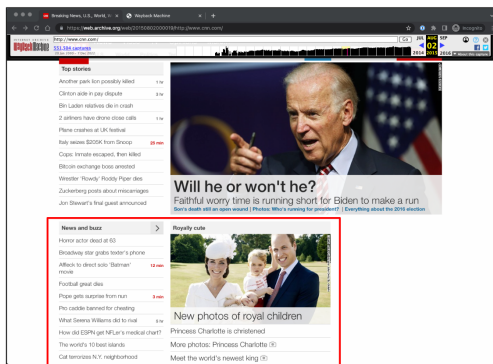 Breaking News, U.S., World, W
Wayback Machine
https://web.archive.org/web/20150802000018/http://www.cnn.com/
Incognito
INTERNET ARCHIVE
WayBack Machine
http://www.cnn.com/
Go
JUL AUG SEP
02
2014 2015 2016
About this capture
Top stories
Another park lion possibly killed 1 hr
Clinton aide in pay dispute
Bin Laden relatives die in crash
2 airliners have drone close calls 1 hr
Plane crashes at UK festival
Italy seizes $205K from Snoop 25 min
Cops: Inmate escaped, then killed
Bitcoin exchange boss arrested
Wrestler 'Rowdy' Roddy Piper dies
Zuckerberg posts about miscarriages
Jon Stewart's final guest announced
Will he or won't he?
Faithful worry time is running short for Biden to make a run
Son's death still an open wound | Photos: Who's running for president? | Everything about the 2016 election
News and buzz
Horror actor dead at 63
Broadway star grabs texter's phone
Affleck to direct solo 'Batman' movie 12 min
Football great dies
Pope gets surprise from nun 3 min
Pro caddie banned for cheating
What Serena Williams did to rival
How did ESPN get NFLer's medical chart?
The world's 10 best islands
Cat terrorizes N.Y. neighborhood
Royally cute
New photos of royal children
Princess Charlotte is christened
More photos: Princess Charlotte
Meet the world's newest king